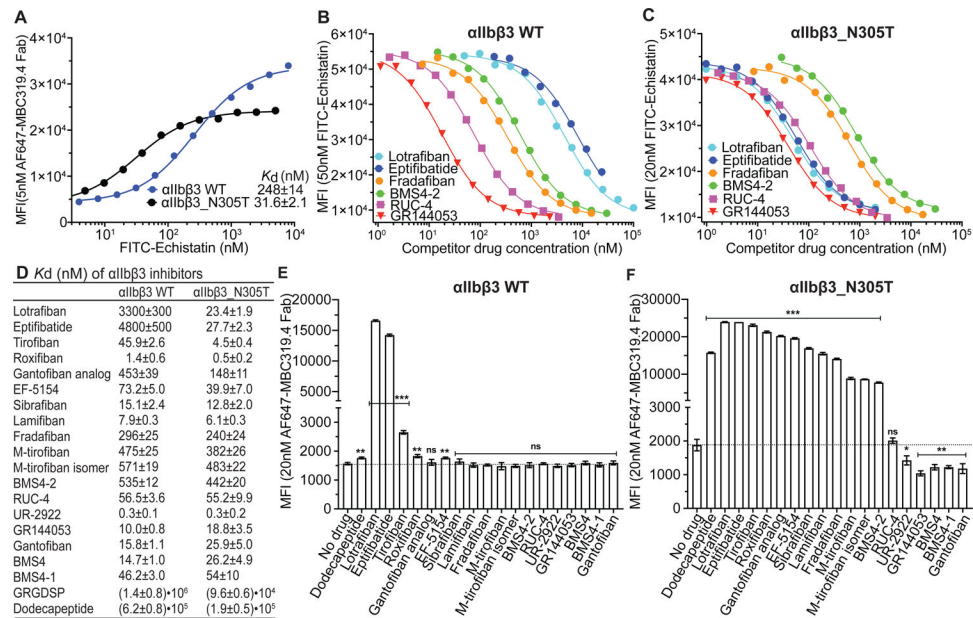 A
MFI(5nM AF647-MBC319.4 Fab)
4×10⁴
3×10⁴
2×10⁴
1×10⁴
0
Kd (nM)
αIIbβ3 WT 248±14
αIIbβ3_N305T 31.6±2.1
10¹ 10² 10³ 10⁴
FITC-Echistatin (nM)
B
αIIbβ3 WT
MFI (50nM FITC-Echistatin)
6×10⁴
5×10⁴
4×10⁴
3×10⁴
2×10⁴
1×10⁴
Lotrafiban
Eptifibatide
Fradafiban
BMS4-2
RUC-4
GR144053
10⁰ 10¹ 10² 10³ 10⁴ 10⁵
Competitor drug concentration (nM)
C
αIIbβ3_N305T
MFI (20nM FITC-Echistatin)
5×10⁴
4×10⁴
3×10⁴
2×10⁴
1×10⁴
0
Lotrafiban
Eptifibatide
Fradafiban
BMS4-2
RUC-4
GR144053
10⁰ 10¹ 10² 10³ 10⁴ 10⁵
Competitor drug concentration (nM)
D Kd (nM) of αIIbβ3 inhibitors
αIIbβ3 WT αIIbβ3_N305T
Lotrafiban 3300±300 23.4±1.9
Eptifibatide 4800±500 27.7±2.3
Tirofiban 45.9±2.6 4.5±0.4
Roxifiban 1.4±0.6 0.5±0.2
Gantofiban analog 453±39 148±11
EF-5154 73.2±5.0 39.9±7.0
Sibrafiban 15.1±2.4 12.8±2.0
Lamifiban 7.9±0.3 6.1±0.3
Fradafiban 296±25 240±24
M-tirofiban 475±25 382±26
M-tirofiban isomer 571±19 483±22
BMS4-2 535±12 442±20
RUC-4 56.5±3.6 55.2±9.9
UR-2922 0.3±0.1 0.3±0.2
GR144053 10.0±0.8 18.8±3.5
Gantofiban 15.8±1.1 25.9±5.0
BMS4 14.7±1.0 26.2±4.9
BMS4-1 46.2±3.0 54±10
GRGDSP (1.4±0.8)•10⁶ (9.6±0.6)•10⁴
Dodecapeptide (6.2±0.8)•10⁵ (1.9±0.5)•10⁵
E
αIIbβ3 WT
MFI (20nM AF647-MBC319.4 Fab)
20000
15000
10000
5000
3000
2000
1000
0
**
***
**
ns
**
ns
No drug
Dodecapeptide
Lotrafiban
Eptifibatide
Tirofiban
Roxifiban
Gantofiban analog
EF-5154
Sibrafiban
Lamifiban
Fradafiban
M-tirofiban
M-tirofiban isomer
BMS4-2
RUC-4
UR-2922
GR144053
BMS4
BMS4-1
Gantofiban
F
αIIbβ3_N305T
MFI (20nM AF647-MBC319.4 Fab)
30000
20000
10000
4000
3000
2000
1000
0
***
ns
*
**
No drug
Dodecapeptide
Lotrafiban
Eptifibatide
Tirofiban
Roxifiban
Gantofiban analog
EF-5154
Sibrafiban
Lamifiban
Fradafiban
M-tirofiban
M-tirofiban isomer
BMS4-2
RUC-4
UR-2922
GR144053
BMS4
BMS4-1
Gantofiban